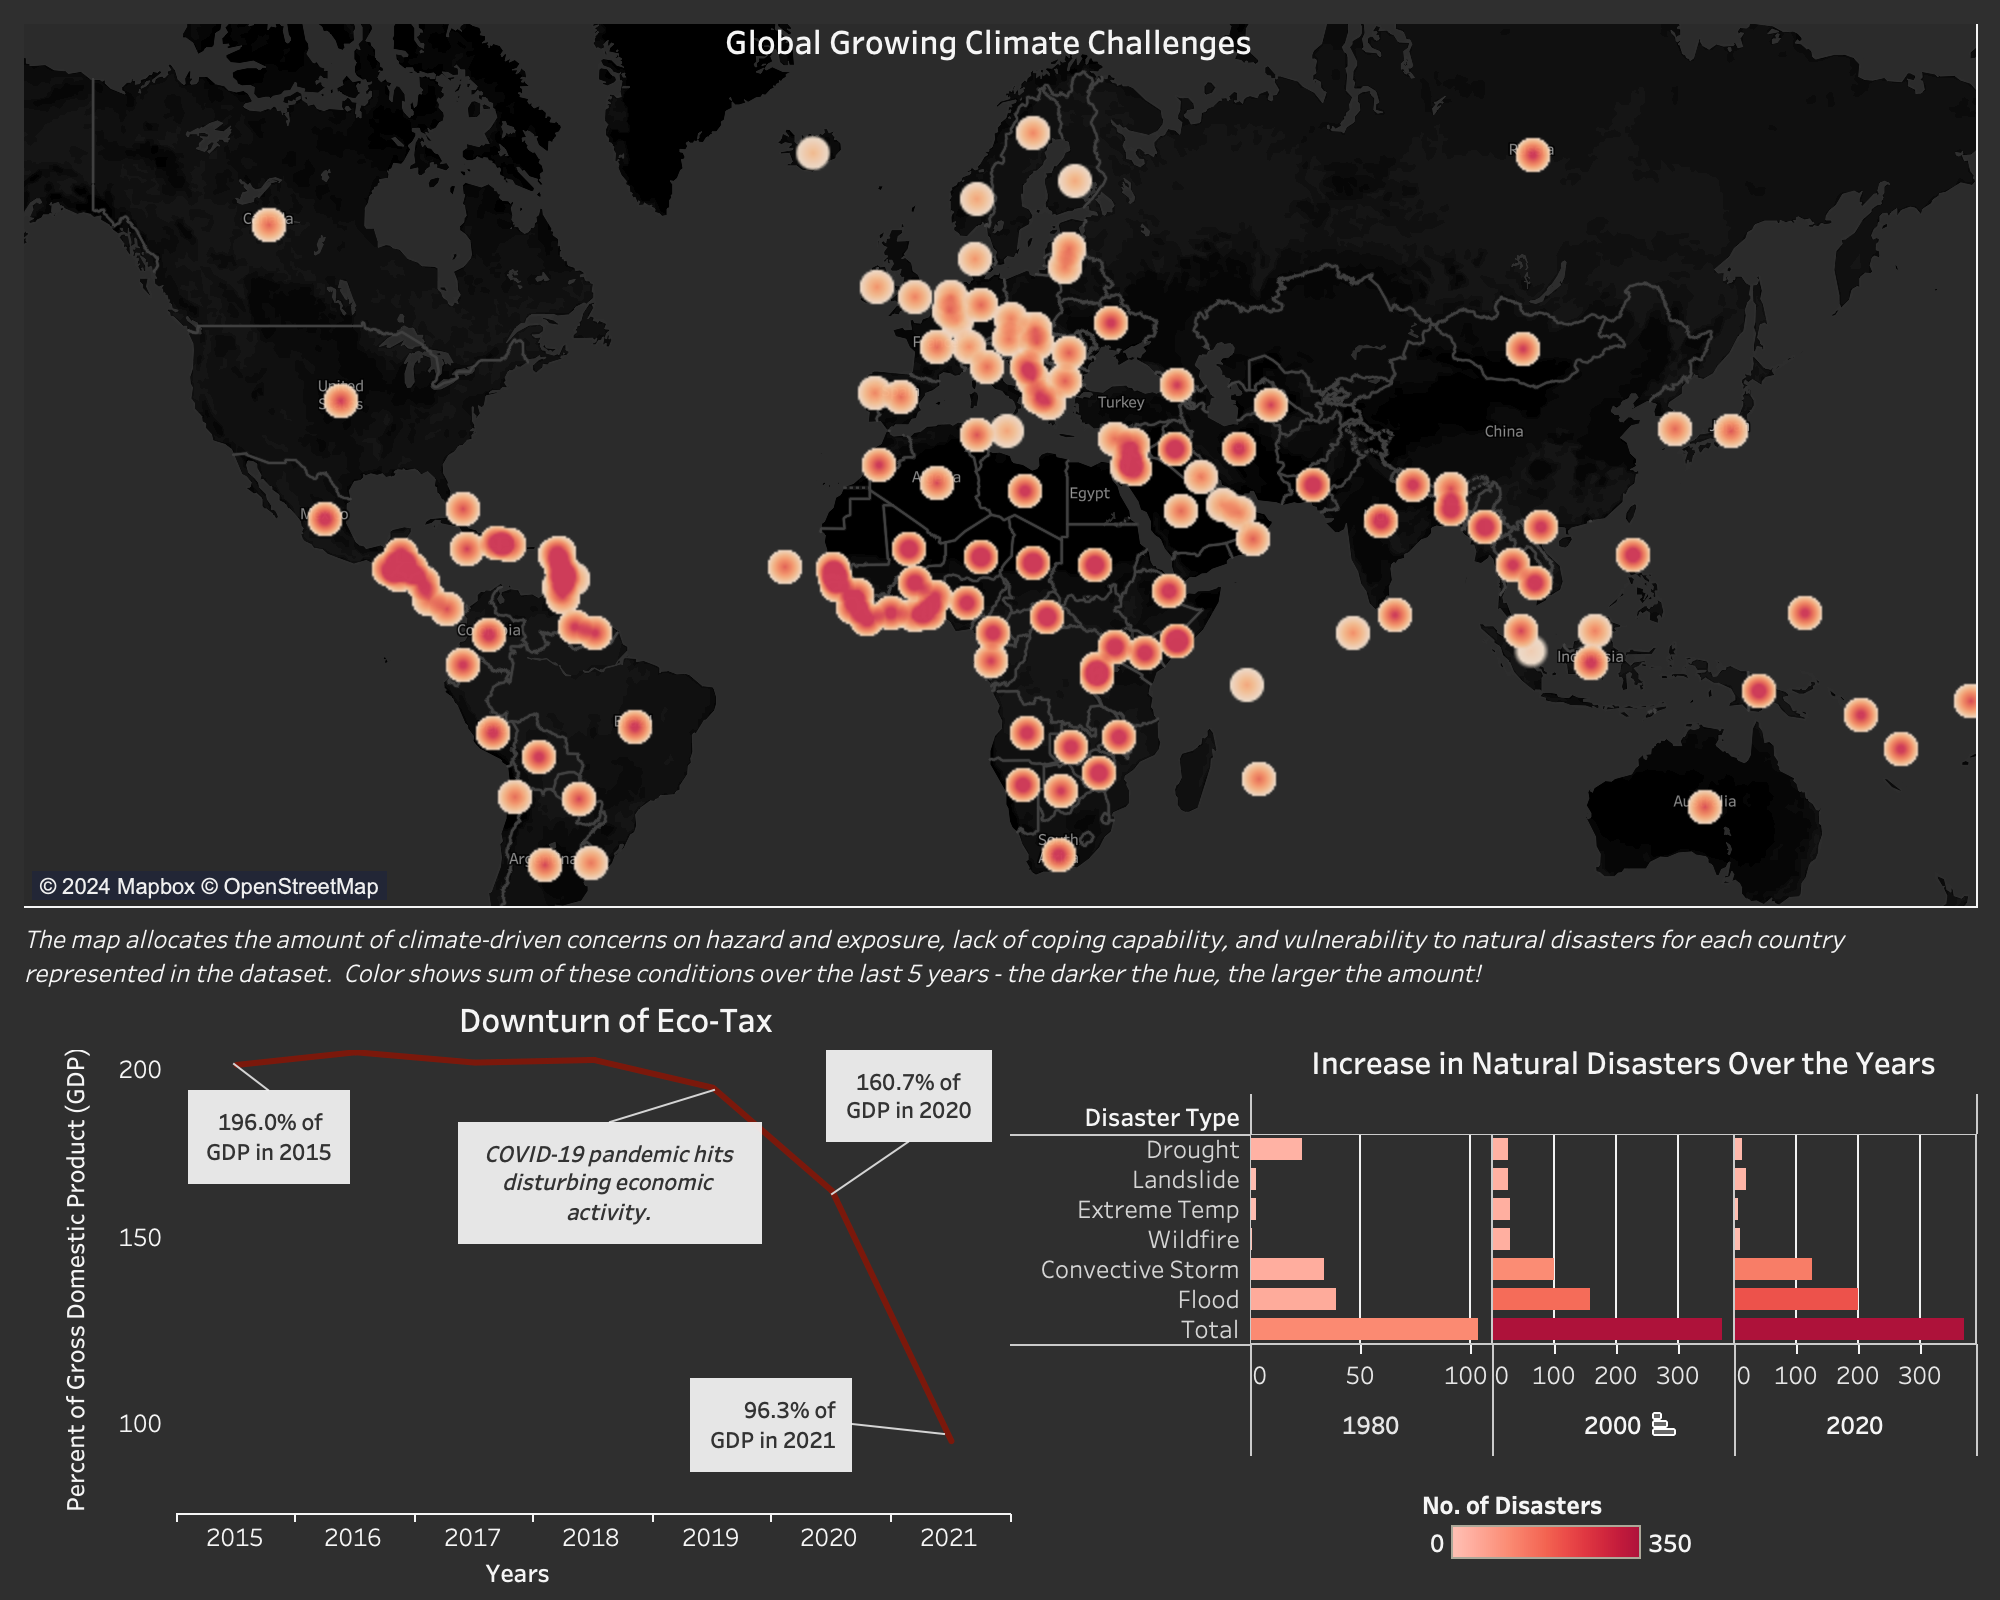 Global Growing Climate Challenges
United
Turkey
China
Egypt
South
© 2024 Mapbox © OpenStreetMap
The map allocates the amount of climate-driven concerns on hazard and exposure, lack of coping capability, and vulnerability to natural disasters for each country
represented in the dataset.  Color shows sum of these conditions over the last 5 years - the darker the hue, the larger the amount!
Downturn of Eco-Tax
Percent of Gross Domestic Product (GDP)
200
150
100
196.0% of
GDP in 2015
COVID-19 pandemic hits
disturbing economic
activity.
160.7% of
GDP in 2020
96.3% of
GDP in 2021
2015 2016 2017 2018 2019 2020 2021
Years
Increase in Natural Disasters Over the Years
Disaster Type
Drought
Landslide
Extreme Temp
Wildfire
Convective Storm
Flood
Total
0 50 100 0 100 200 300 0 100 200 300
1980 2000 2020
No. of Disasters
0 350